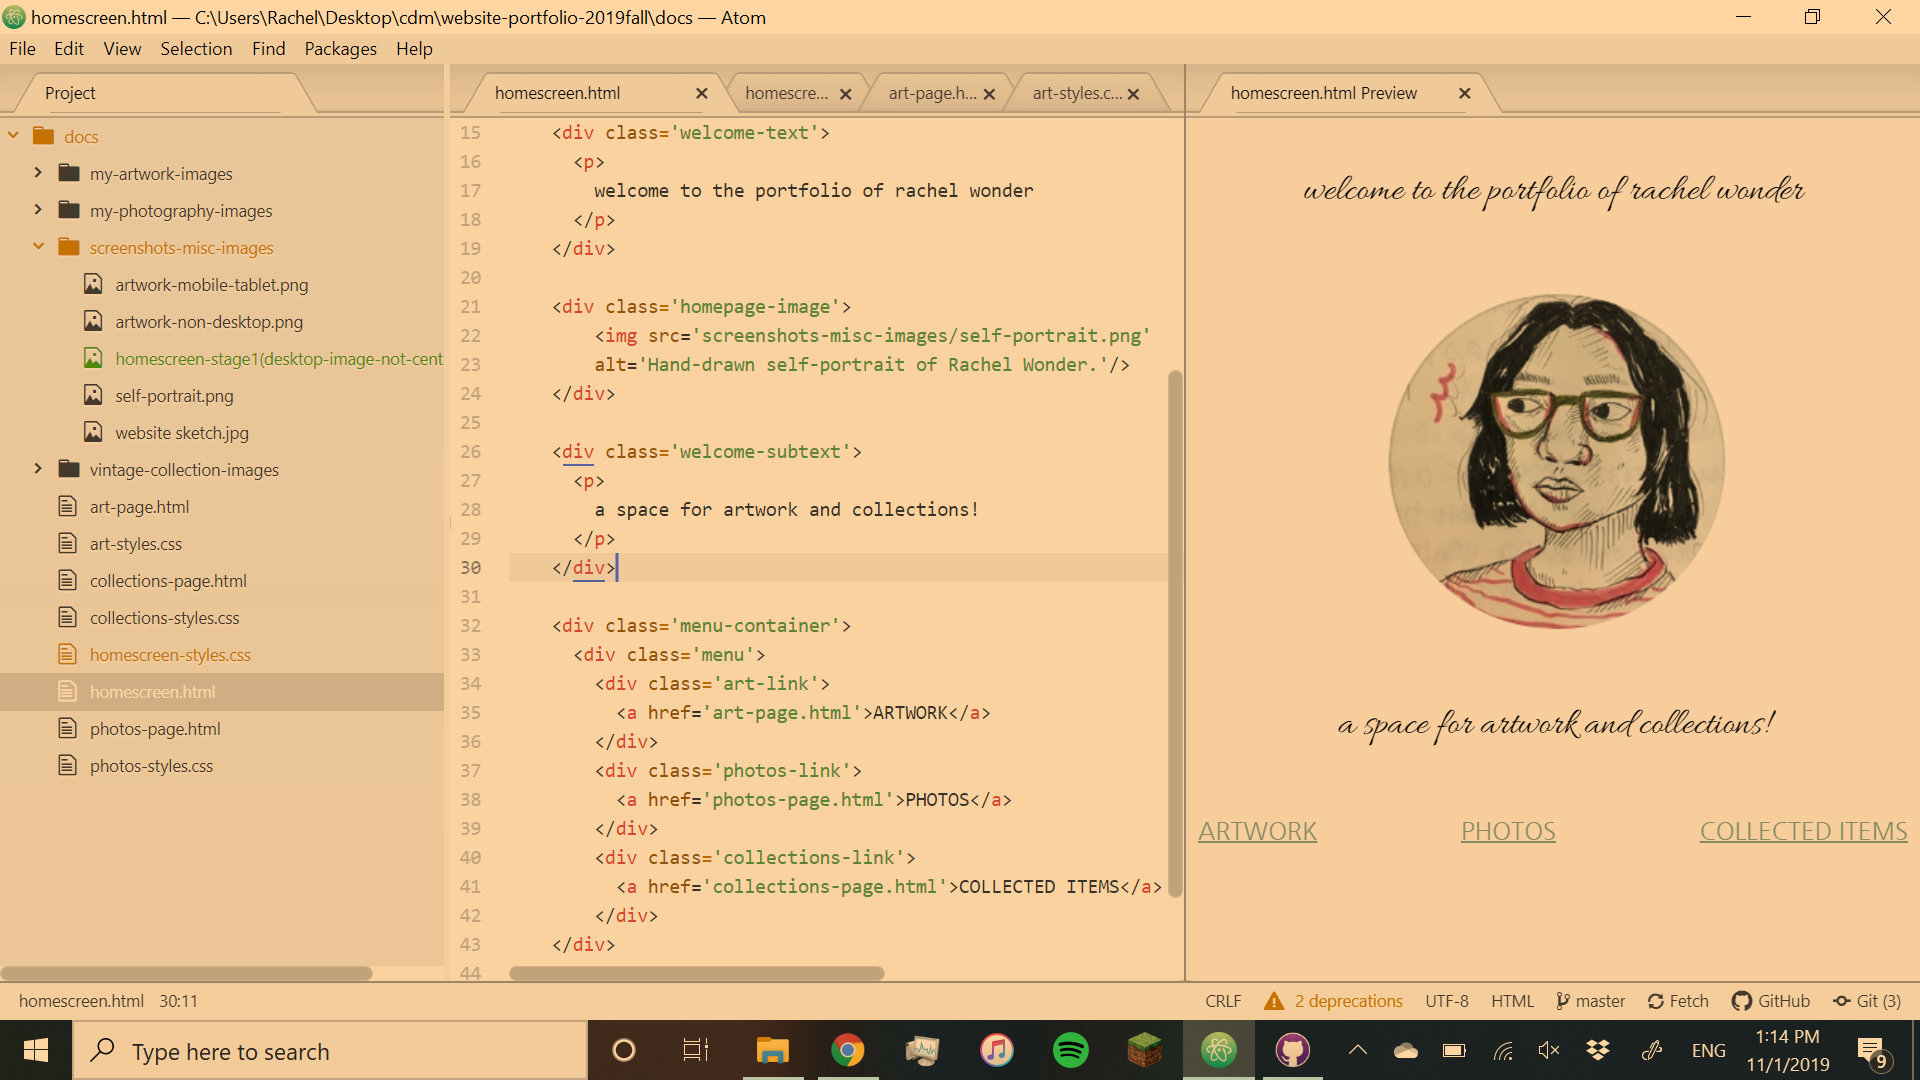 homescreen.html — C:\Users\Rachel\Desktop\cdm\website-portfolio-2019fall\docs — Atom
File Edit View Selection Find Packages Help
Project
docs
my-artwork-images
my-photography-images
screenshots-misc-images
artwork-mobile-tablet.png
artwork-non-desktop.png
homescreen-stage1(desktop-image-not-cent
self-portrait.png
website sketch.jpg
vintage-collection-images
art-page.html
art-styles.css
collections-page.html
collections-styles.css
homescreen-styles.css
homescreen.html
photos-page.html
photos-styles.css
homescreen.html homescre... art-page.h... art-styles.c...
15 <div class='welcome-text'>
16 <p>
17 welcome to the portfolio of rachel wonder
18 </p>
19 </div>
20
21 <div class='homepage-image'>
22 <img src='screenshots-misc-images/self-portrait.png'
23 alt='Hand-drawn self-portrait of Rachel Wonder.'/>
24 </div>
25
26 <div class='welcome-subtext'>
27 <p>
28 a space for artwork and collections!
29 </p>
30 </div>
31
32 <div class='menu-container'>
33 <div class='menu'>
34 <div class='art-link'>
35 <a href='art-page.html'>ARTWORK</a>
36 </div>
37 <div class='photos-link'>
38 <a href='photos-page.html'>PHOTOS</a>
39 </div>
40 <div class='collections-link'>
41 <a href='collections-page.html'>COLLECTED ITEMS</a>
42 </div>
43 </div>
44
homescreen.html Preview
welcome to the portfolio of rachel wonder
a space for artwork and collections!
ARTWORK PHOTOS COLLECTED ITEMS
homescreen.html 30:11 CRLF 2 deprecations UTF-8 HTML master Fetch GitHub Git (3)
Type here to search
ENG
1:14 PM
11/1/2019
9